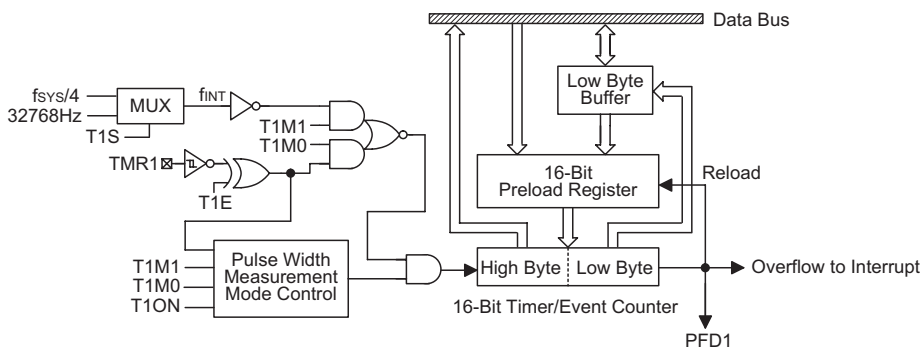 Data Bus
Low Byte
Buffer
fSYS/4
32768Hz
MUX
fINT
T1S
T1M1
T1M0
TMR1
T1E
16-Bit
Preload Register
Reload
T1M1
T1M0
T1ON
Pulse Width
Measurement
Mode Control
High Byte
Low Byte
Overflow to Interrupt
16-Bit Timer/Event Counter
PFD1